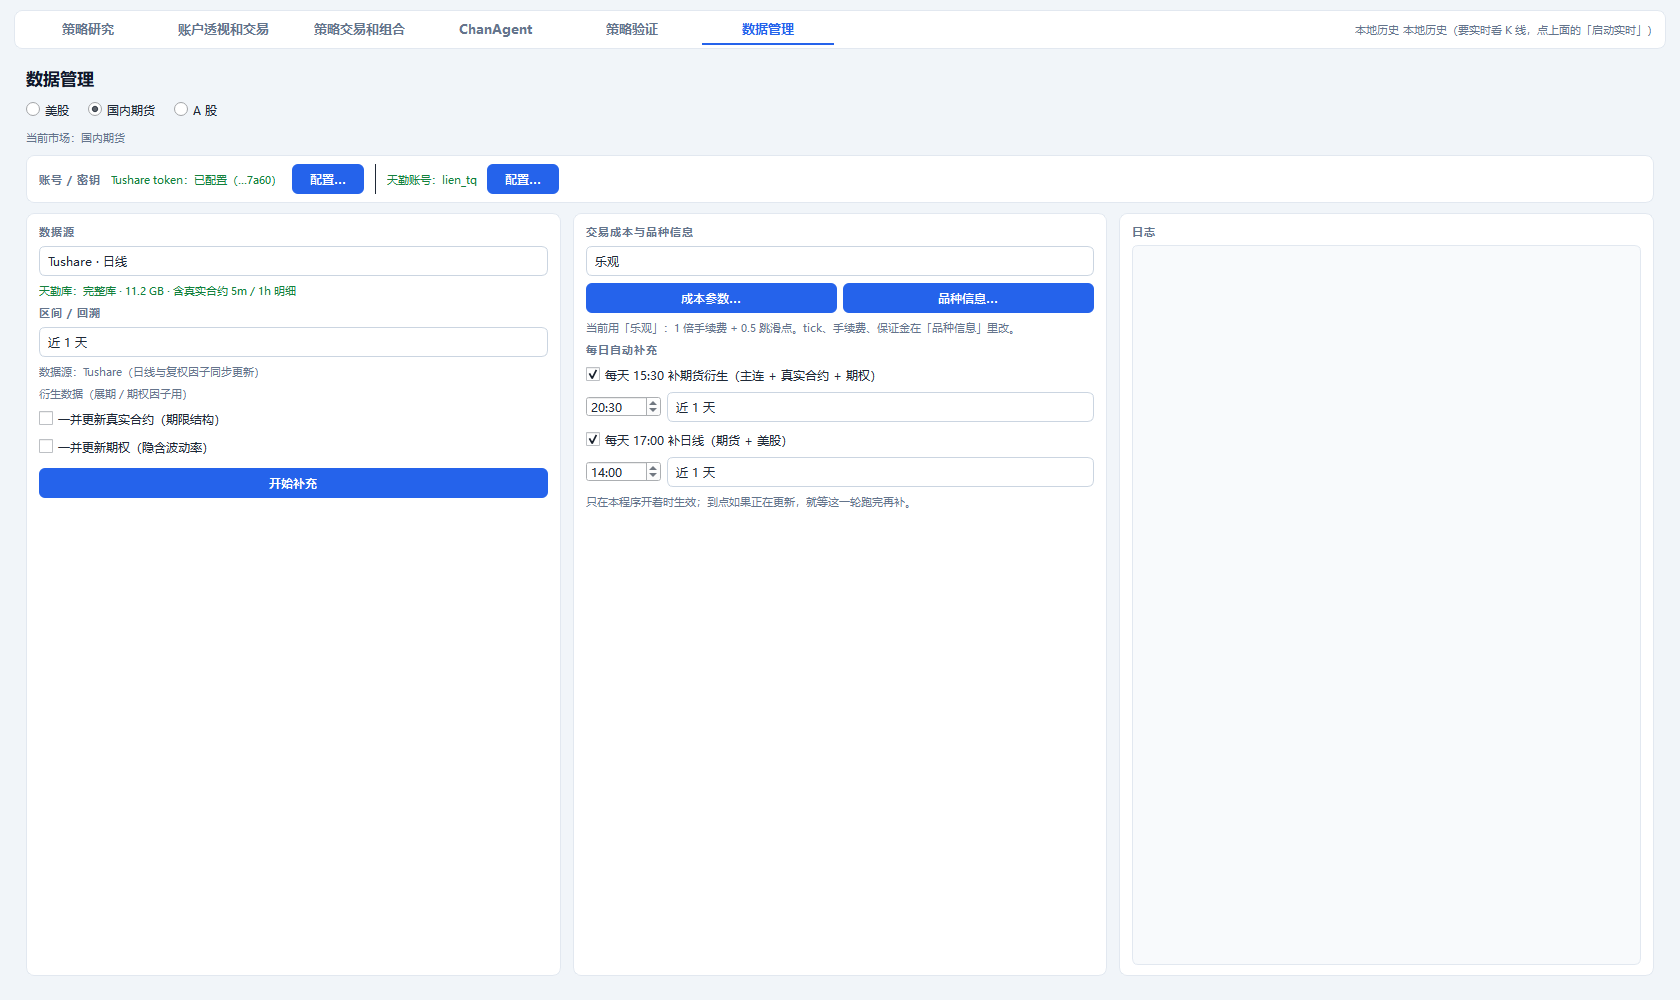 策略研究 账户透视和交易 策略交易和组合 ChanAgent 策略验证 数据管理 本地历史 本地历史（要实时看 K 线，点上面的「启动实时」）
数据管理
美股 国内期货 A 股
当前市场：国内期货
账号 / 密钥 Tushare token：已配置（…7a60） 配置... 天勤账号：lien_tq 配置...
数据源
Tushare · 日线
天勤库：完整库 · 11.2 GB · 含真实合约 5m / 1h 明细
区间 / 回溯
近 1 天
数据源：Tushare（日线与复权因子同步更新）
衍生数据（展期 / 期权因子用）
一并更新真实合约（期限结构）
一并更新期权（隐含波动率）
开始补充
交易成本与品种信息
乐观
成本参数... 品种信息...
当前用「乐观」：1 倍手续费 + 0.5 跳滑点。tick、手续费、保证金在「品种信息」里改。
每日自动补充
每天 15:30 补期货衍生（主连 + 真实合约 + 期权）
20:30 近 1 天
每天 17:00 补日线（期货 + 美股）
14:00 近 1 天
只在本程序开着时生效；到点如果正在更新，就等这一轮跑完再补。
日志